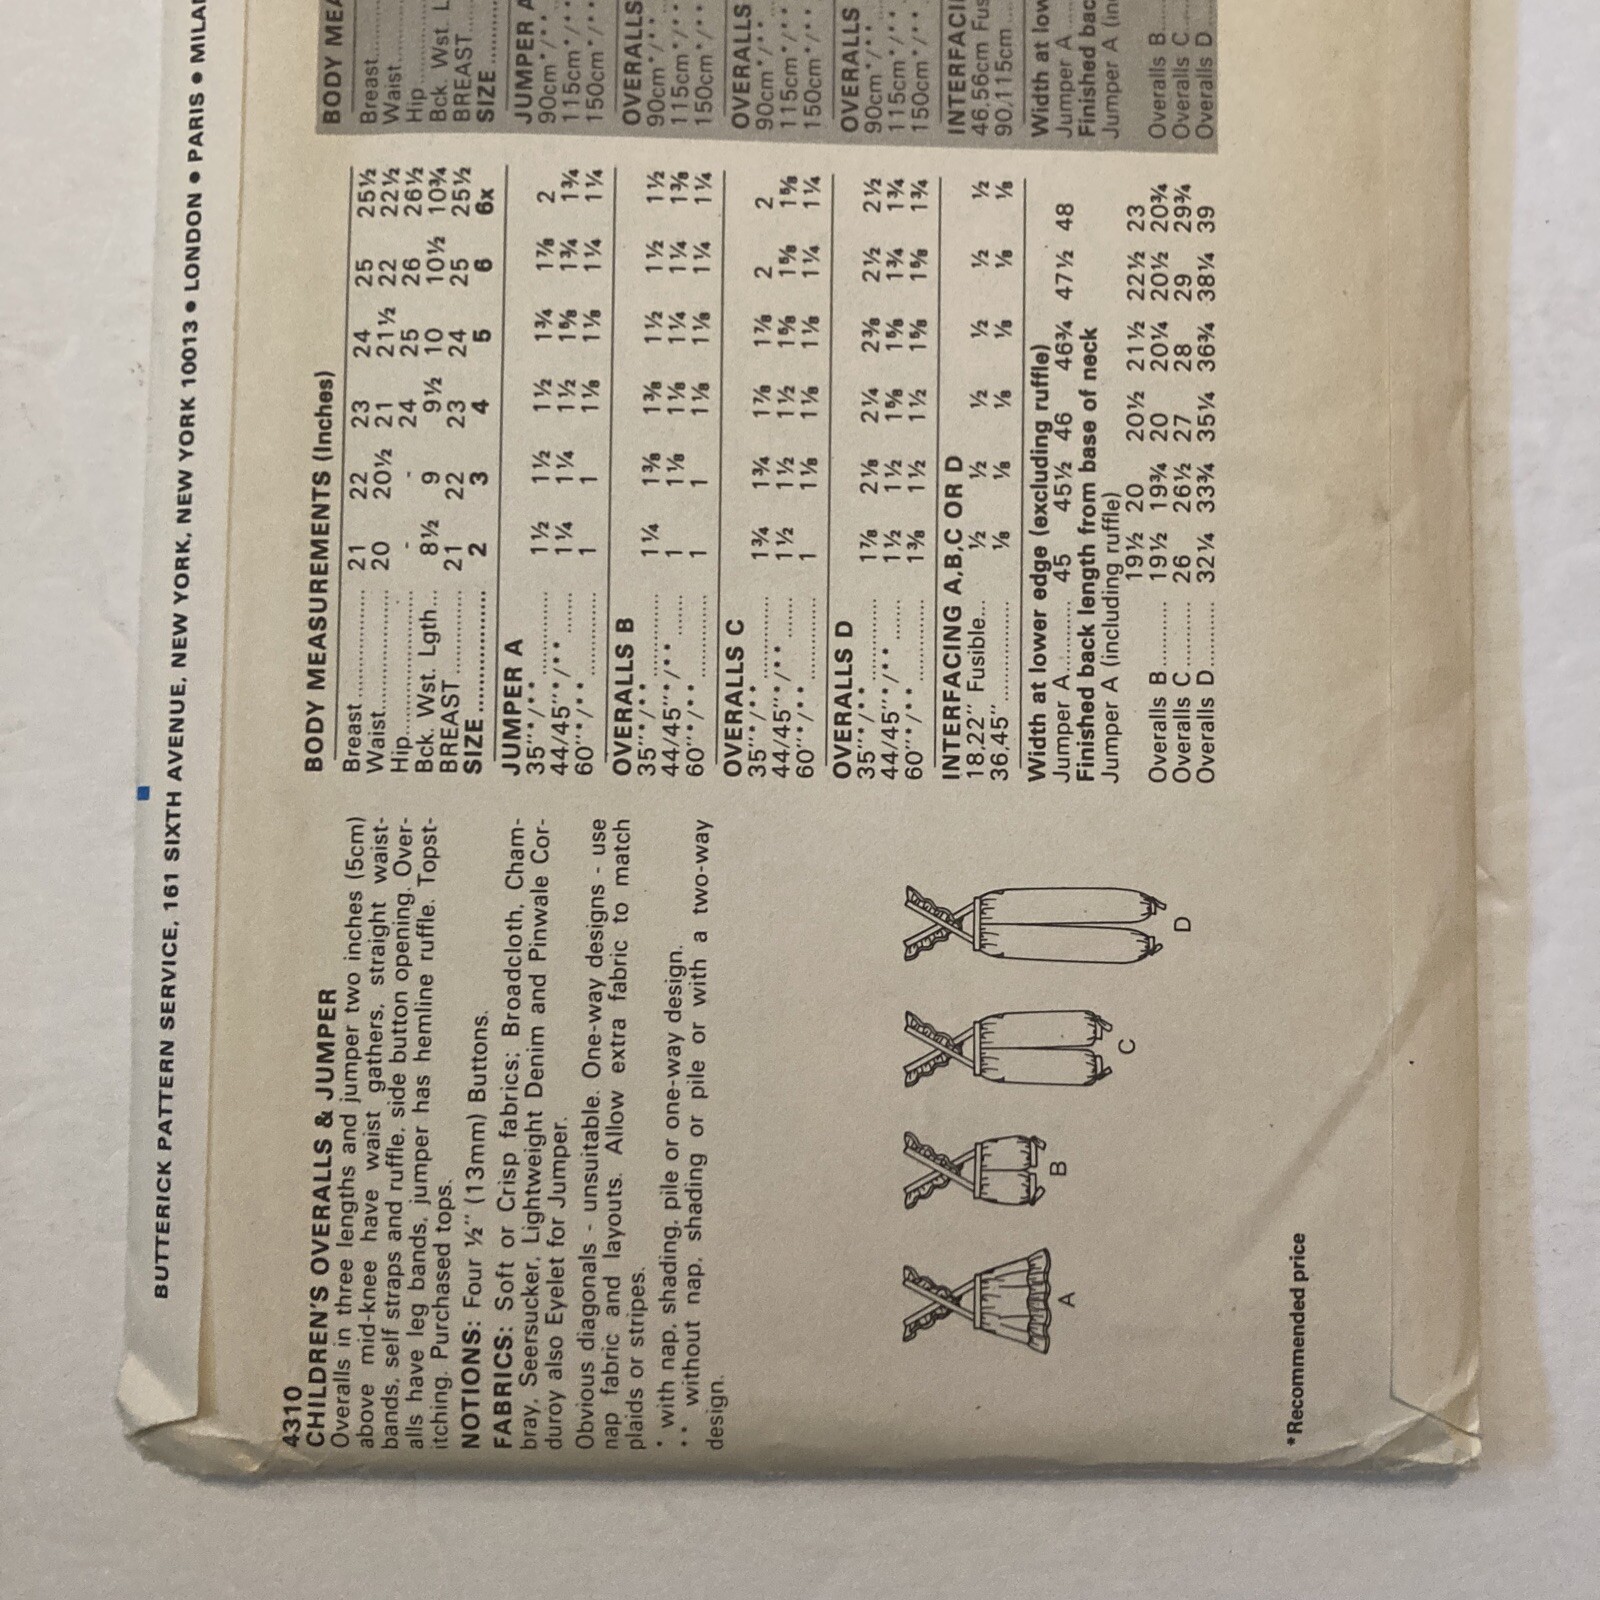 BUTTERICK PATTERN SERVICE, 161 SIXTH AVENUE, NEW YORK, NEW YORK 10013 • LONDON • PARIS •
4310
CHILDREN'S OVERALLS & JUMPER
Overalls in three lengths and jumper two inches (5cm)
above mid-knee have waist gathers, straight waist-
bands, self straps and ruffle, side button opening. Over-
alls have leg bands, jumper has hemline ruffle. Topst-
itching. Purchased tops.
NOTIONS: Four ½" (13mm) Buttons.
FABRICS: Soft or Crisp fabrics: Broadcloth, Cham-
bray, Seersucker, Lightweight Denim and Pinwale Cor-
duroy also Eyelet for Jumper.
Obvious diagonals - unsuitable. One-way designs - use
nap fabric and layouts. Allow extra fabric to match
plaids or stripes.
* with nap, shading, pile or one-way design.
** without nap, shading or pile or with a two-way
design.
A
B
C
D
*Recommended price
BODY MEASUREMENTS (Inches)
Breast.......... 21 22 23 24 25 25½
Waist.......... 20 20½ 21 21½ 22 22½
Hip.......... - - 24 25 26 26½
Bck. Wst. Lgth... 8½ 9 9½ 10 10½ 10¾
BREAST.......... 21 22 23 24 25 25½
SIZE.......... 2 3 4 5 6 6x
JUMPER A
35"*/**.......... 1½ 1½ 1½ 1¾ 1⅞ 2
44/45"*/**...... 1¼ 1¼ 1½ 1⅝ 1¾ 1¾
60"*/**.......... 1 1 1⅛ 1⅛ 1¼ 1¼
OVERALLS B
35"*/**.......... 1¼ 1⅜ 1⅜ 1½ 1½ 1½
44/45"*/**...... 1 1⅛ 1⅛ 1¼ 1¼ 1⅜
60"*/**.......... 1 1 1⅛ 1⅛ 1¼ 1¼
OVERALLS C
35"*/**.......... 1¾ 1¾ 1⅞ 1⅞ 2 2
44/45"*/**...... 1½ 1½ 1½ 1⅝ 1⅝ 1⅝
60"*/**.......... 1 1⅛ 1⅛ 1⅛ 1¼ 1¼
OVERALLS D
35"*/**.......... 1⅞ 2⅛ 2¼ 2⅜ 2½ 2½
44/45"*/**...... 1½ 1½ 1⅝ 1⅝ 1¾ 1¾
60"*/**.......... 1⅜ 1½ 1½ 1⅝ 1⅝ 1¾
INTERFACING A,B,C OR D
18,22" Fusible... ½ ½ ½ ½ ½ ½
36,45".......... ⅛ ⅛ ⅛ ⅛ ⅛ ⅛
Width at lower edge (excluding ruffle)
Jumper A.......... 45 45½ 46 46¾ 47½ 48
Finished back length from base of neck
Jumper A (including ruffle)
19½ 20 20½ 21½ 22½ 23
Overalls B.......... 19½ 19¾ 20 20¼ 20½ 20¾
Overalls C.......... 26 26½ 27 28 29 29¾
Overalls D.......... 32¼ 33¾ 35¼ 36¾ 38¼ 39
BODY
Breast..........
Waist..........
Hip..........
Bck. Wst.
BREAST..........
SIZE..........
JUMPER A
90cm*/**
115cm*/**
150cm*/**
OVERALLS
90cm*/**
115cm*/**
150cm*/**
OVERALLS
90cm*/**
115cm*/**
150cm*/**
OVERALLS
90cm*/**
115cm*/**
150cm*/**
46,56cm
90,115cm
Width at
Jumper A
Finished
Jumper A
Overalls B
Overalls C
Overalls D